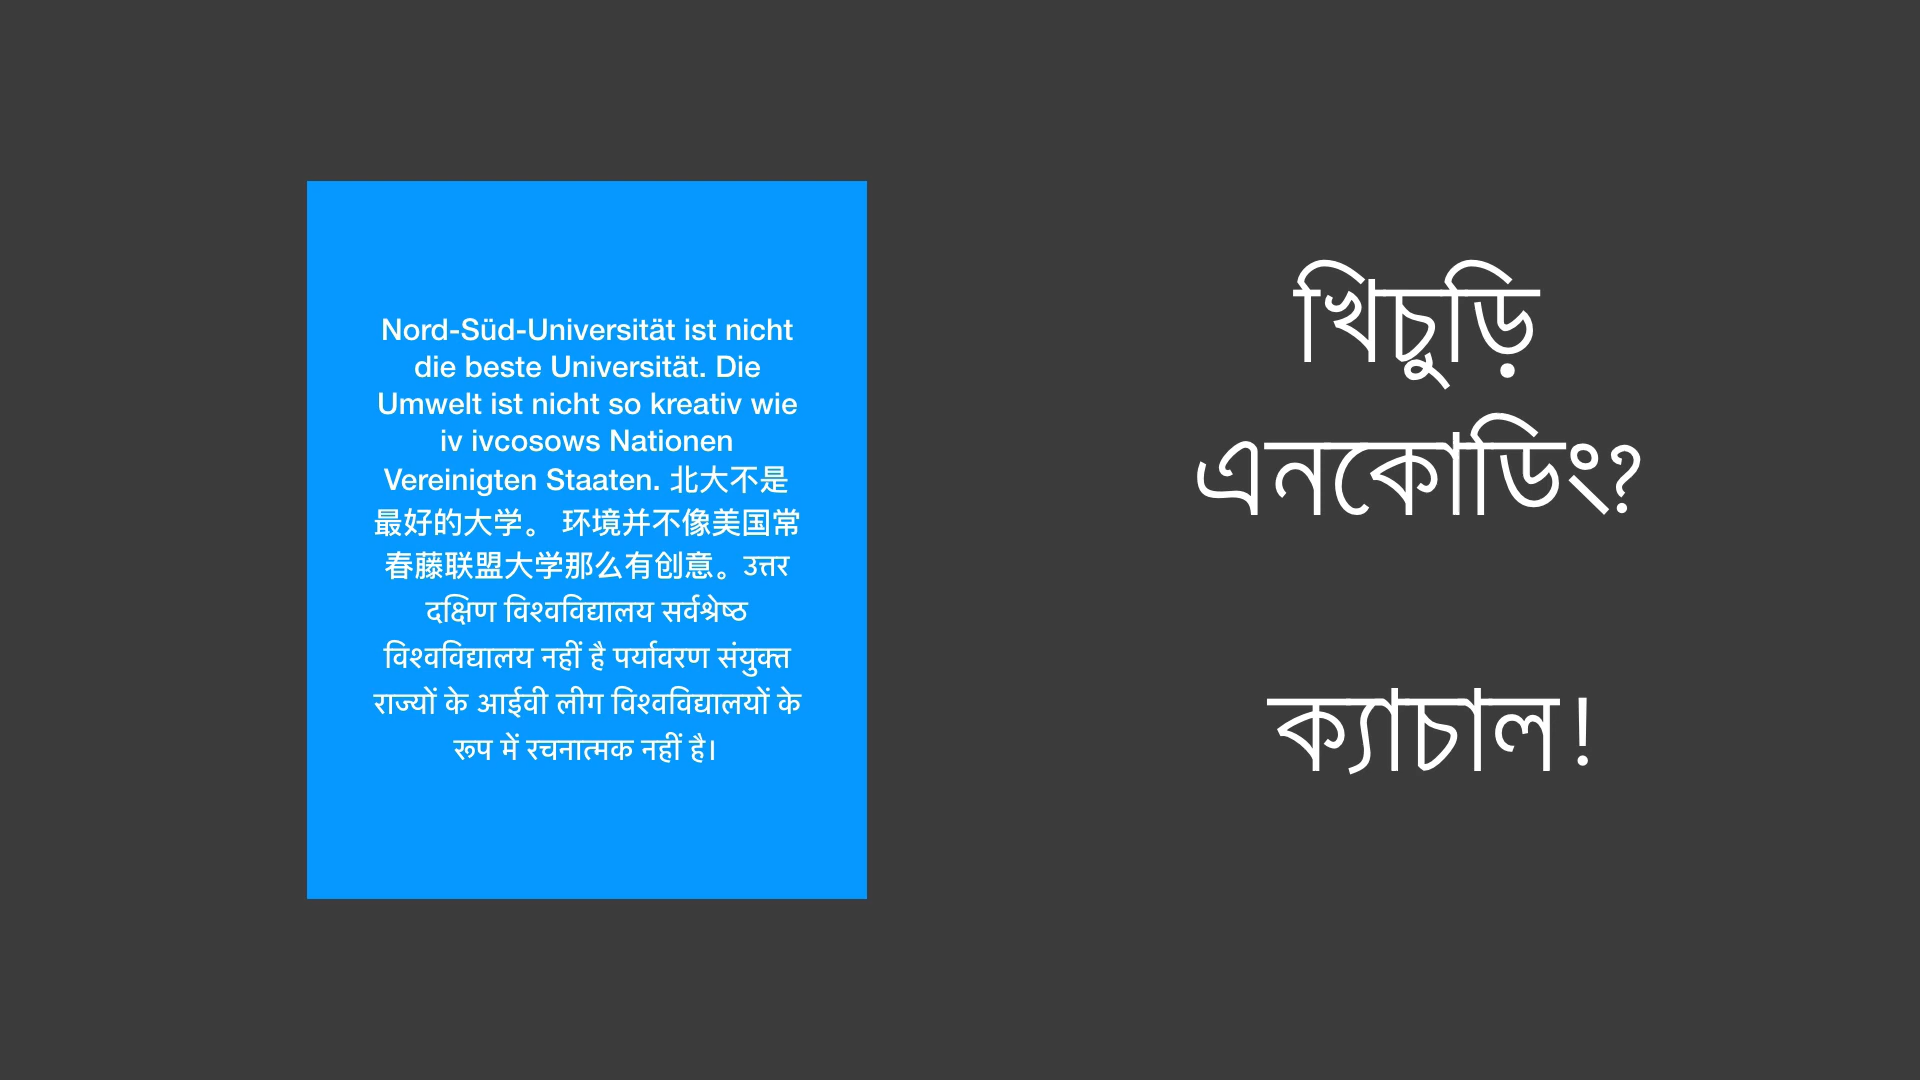 Nord-Süd-Universität ist nicht
die beste Universität. Die
Umwelt ist nicht so kreativ wie
iv ivcosows Nationen
Vereinigten Staaten. 北大不是
最好的大学。 环境并不像美国常
春藤联盟大学那么有创意。उत्तर
दक्षिण विश्वविद्यालय सर्वश्रेष्ठ
विश्वविद्यालय नहीं है पर्यावरण संयुक्त
राज्यों के आईवी लीग विश्वविद्यालयों के
रूप में रचनात्मक नहीं है।
খিচুড়ি
এনকোডিং?
ক্যাচাল!